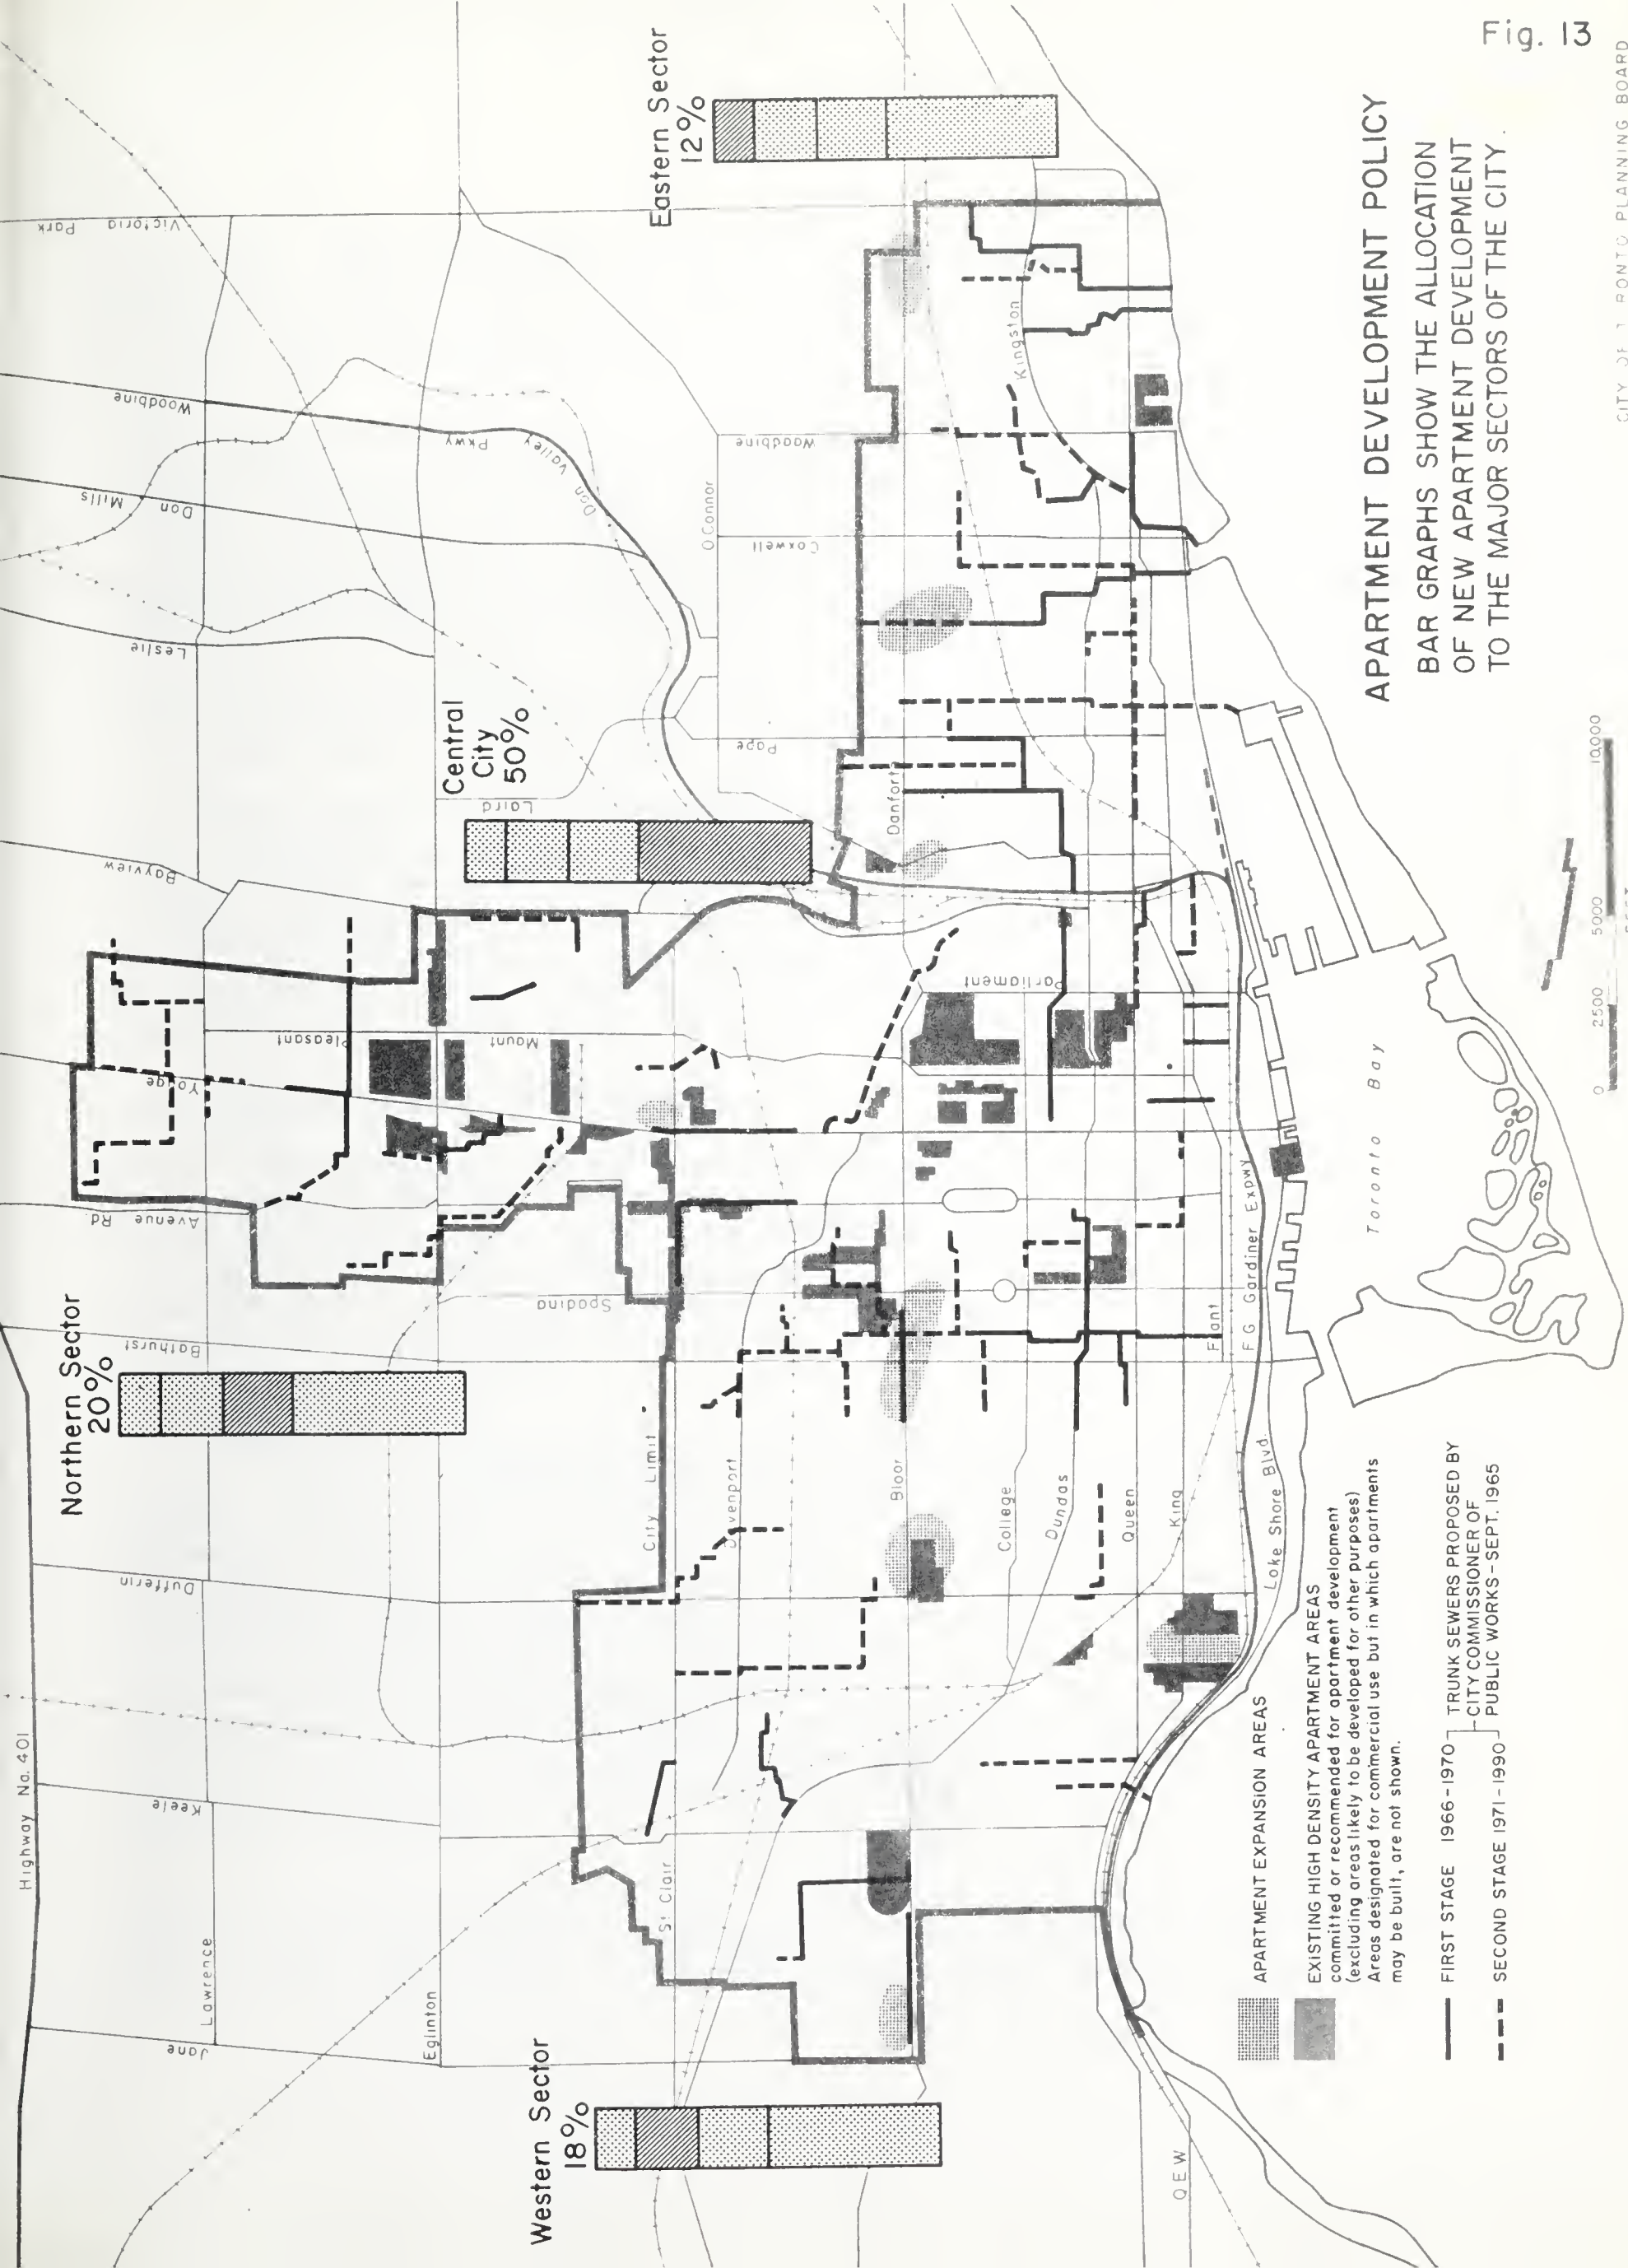 Fig. 13
Highway No. 401
Northern Sector
20%
Western Sector
18%
Central
City
50%
Eastern Sector
12%
Jane
Keele
Dufferin
Bathurst
Spadina
Avenue Rd.
Yonge
Mount
Pleasant
Bayview
Laird
Leslie
Don Mills
Don Valley Pkwy
Woodbine
Victoria Park
Lawrence
Eglinton
St. Clair
City Limit
Bloor
College
Dundas
Queen
King
Front
F G Gardiner Expwy
Lake Shore Blvd.
QEW
Parliament
Pape
O'Connor
Coxwell
Woodbine
Kingston
Toronto Bay
APARTMENT EXPANSION AREAS
EXISTING HIGH DENSITY APARTMENT AREAS
committed or recommended for apartment development
(excluding areas likely to be developed for other purposes)
Areas designated for commercial use but in which apartments
may be built, are not shown.
FIRST STAGE 1966-1970
SECOND STAGE 1971-1990
TRUNK SEWERS PROPOSED BY
CITY COMMISSIONER OF
PUBLIC WORKS-SEPT. 1965
APARTMENT DEVELOPMENT POLICY
BAR GRAPHS SHOW THE ALLOCATION
OF NEW APARTMENT DEVELOPMENT
TO THE MAJOR SECTORS OF THE CITY.
0 2500 5000 10,000
PLANNING BOARD